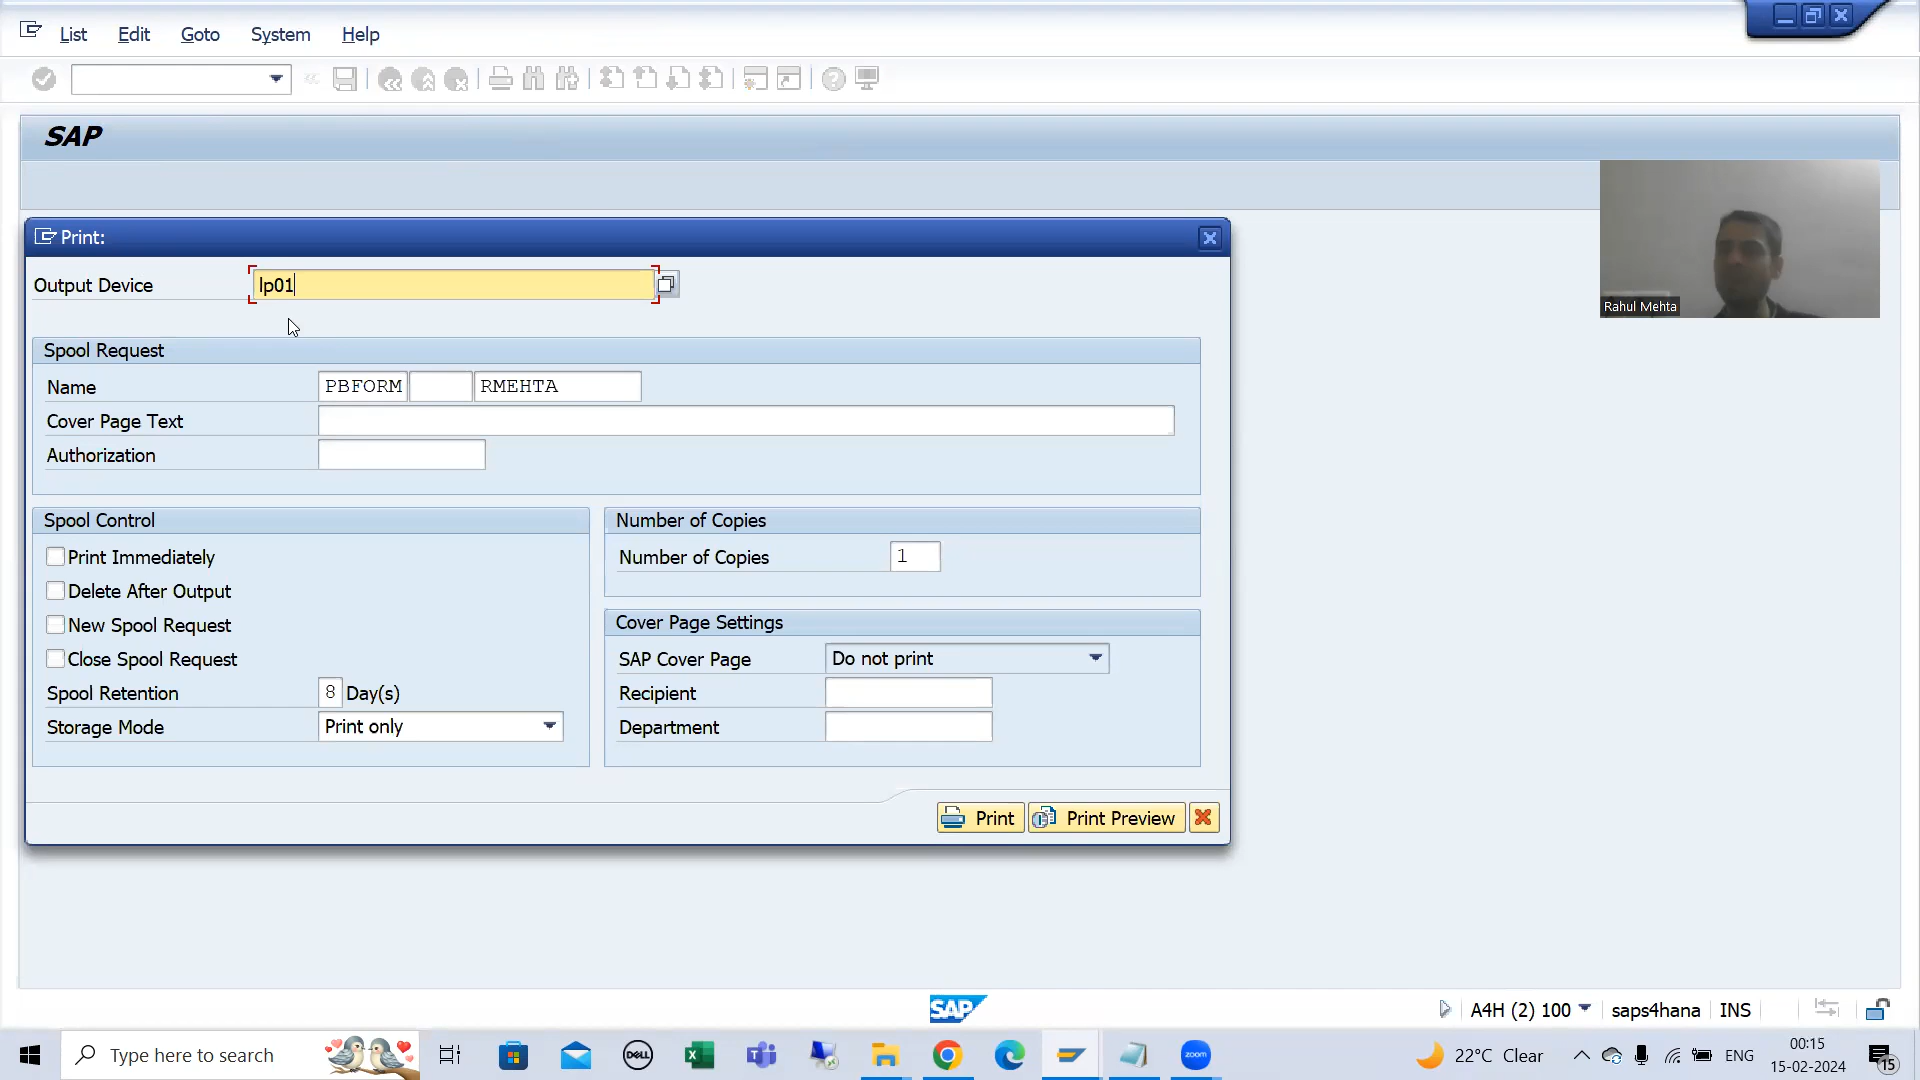 List Edit Goto System Help
SAP
Rahul Mehta
Print:
Output Device lp01
Spool Request
Name PBFORM RMEHTA
Cover Page Text
Authorization
Spool Control
Print Immediately
Delete After Output
New Spool Request
Close Spool Request
Spool Retention 8 Day(s)
Storage Mode Print only
Number of Copies
Number of Copies 1
Cover Page Settings
SAP Cover Page Do not print
Recipient
Department
Print Print Preview
SAP
A4H (2) 100 saps4hana INS
Type here to search
DELL
zoom
22°C Clear
ENG
00:15
15-02-2024
15